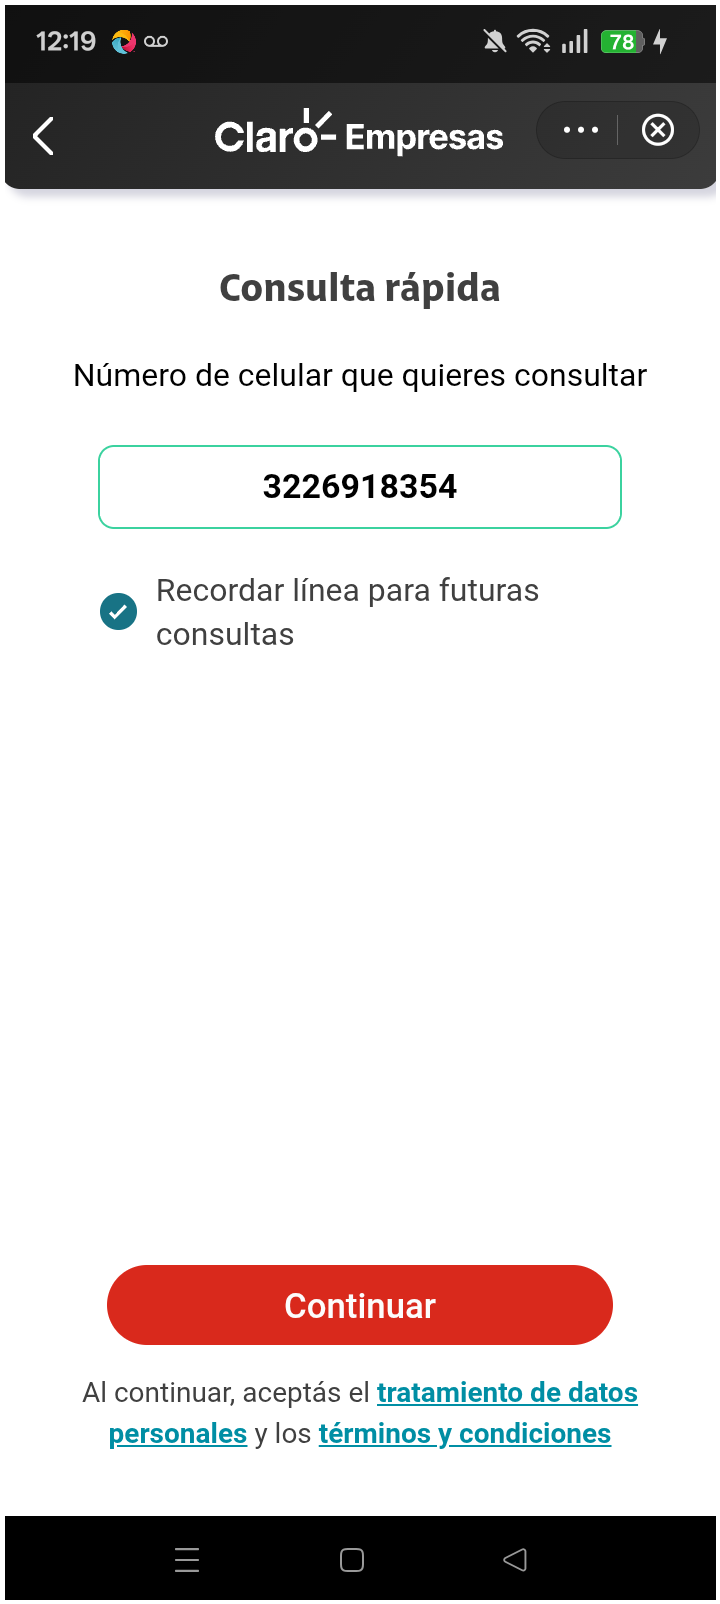 12:19
78
Claro Empresas
Consulta rápida
Número de celular que quieres consultar
3226918354
Recordar línea para futuras
consultas
Continuar
Al continuar, aceptás el tratamiento de datos
personales y los términos y condiciones